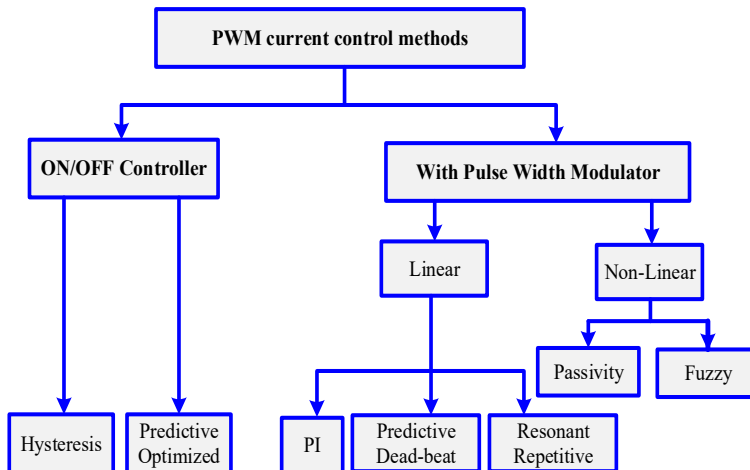 PWM current control methods
ON/OFF Controller
With Pulse Width Modulator
Linear
Non-Linear
Passivity
Fuzzy
Hysteresis
Predictive
Optimized
PI
Predictive
Dead-beat
Resonant
Repetitive